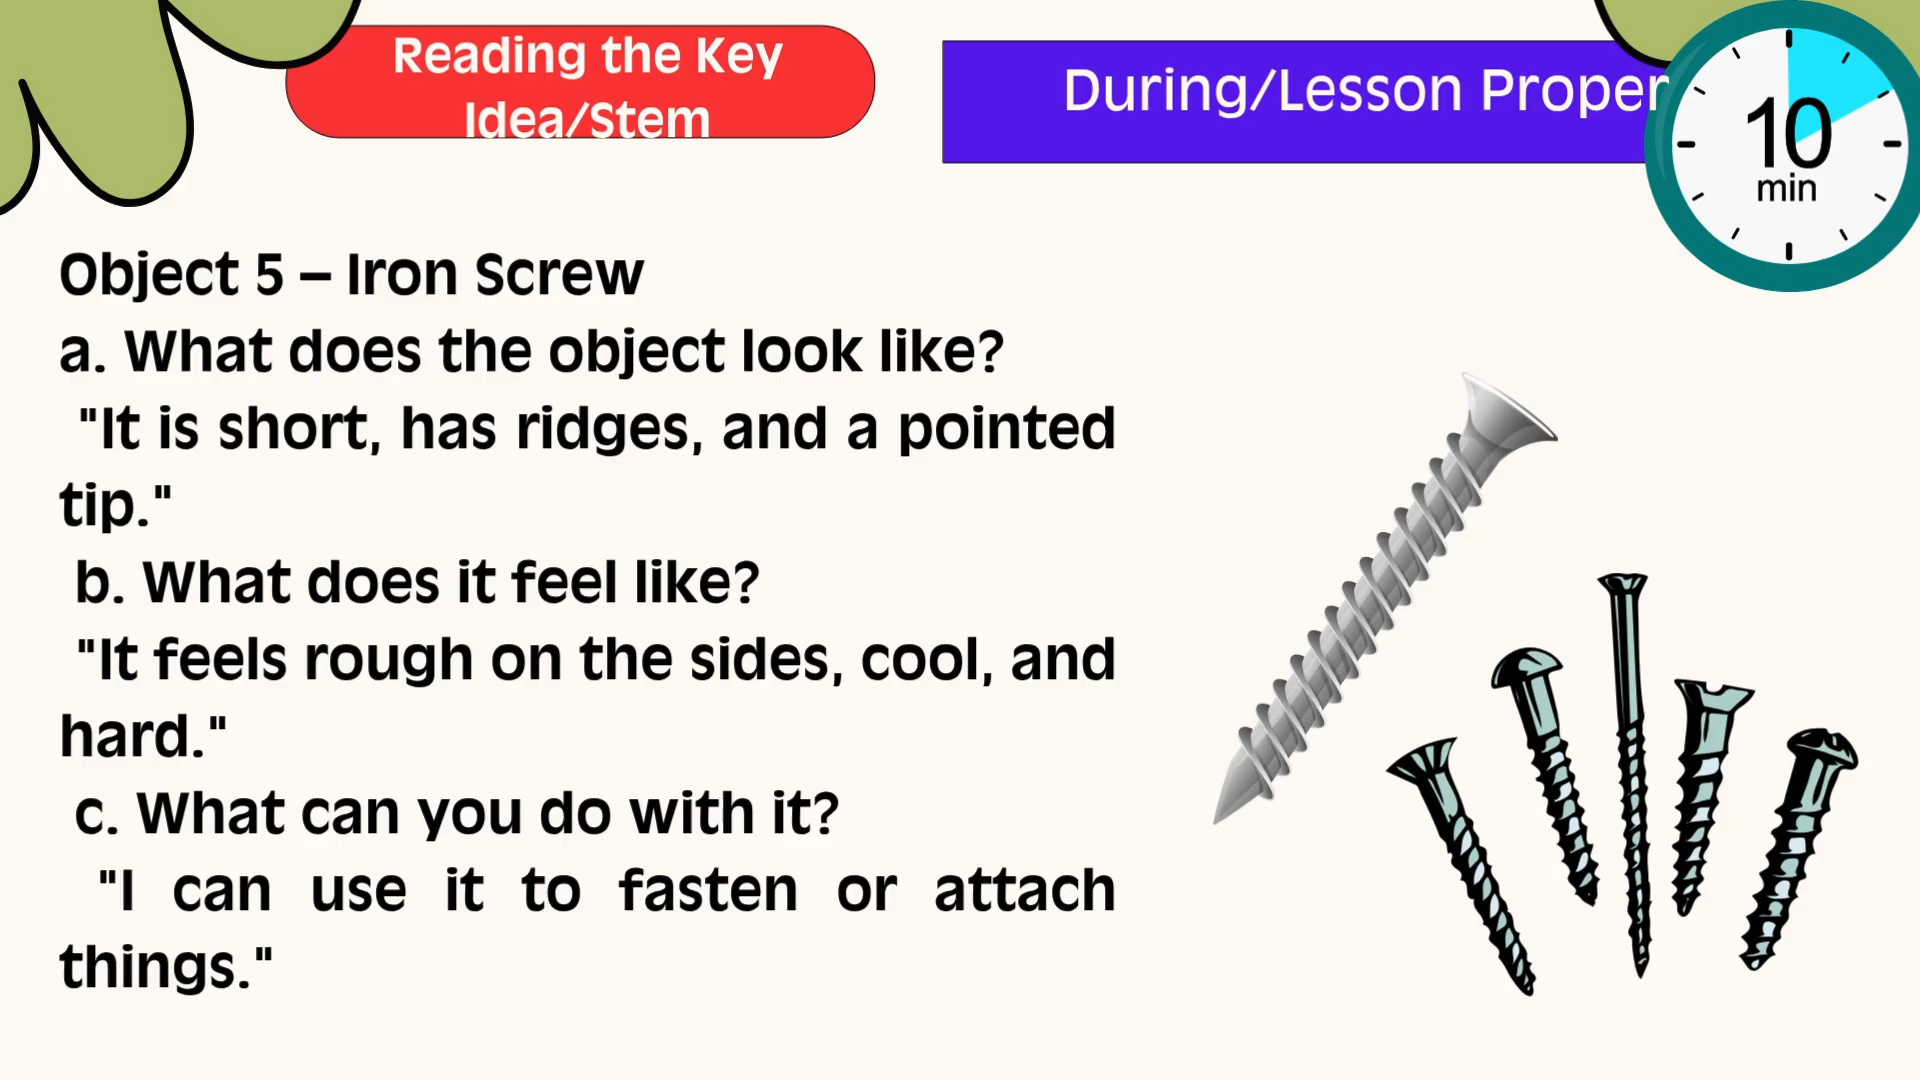 Reading the Key
Idea/Stem
During/Lesson Proper
10
min
Object 5 – Iron Screw
a. What does the object look like?
"It is short, has ridges, and a pointed
tip."
b. What does it feel like?
"It feels rough on the sides, cool, and
hard."
c. What can you do with it?
"I can use it to fasten or attach
things."